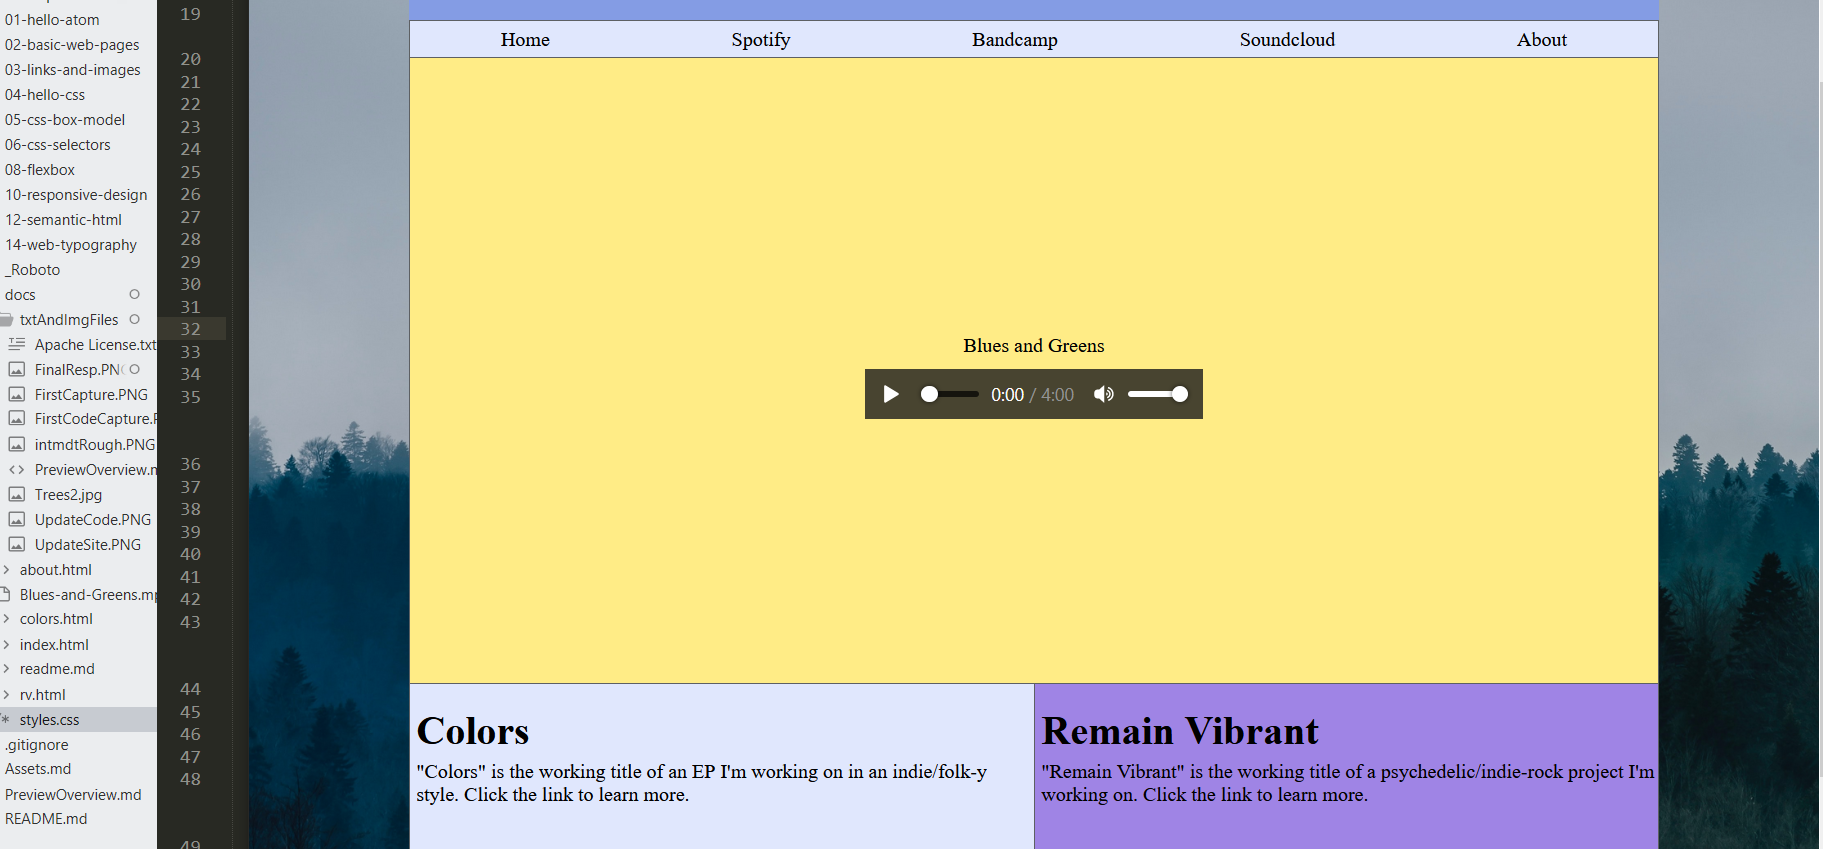 01-hello-atom
02-basic-web-pages
03-links-and-images
04-hello-css
05-css-box-model
06-css-selectors
08-flexbox
10-responsive-design
12-semantic-html
14-web-typography
_Roboto
docs
txtAndImgFiles
Apache License.txt
FinalResp.PN
FirstCapture.PNG
FirstCodeCapture.P
intmdtRough.PNG
PreviewOverview.m
Trees2.jpg
UpdateCode.PNG
UpdateSite.PNG
about.html
Blues-and-Greens.mp
colors.html
index.html
readme.md
rv.html
styles.css
.gitignore
Assets.md
PreviewOverview.md
README.md
19
20
21
22
23
24
25
26
27
28
29
30
31
32
33
34
35
36
37
38
39
40
41
42
43
44
45
46
47
48
49
Home Spotify Bandcamp Soundcloud About
Blues and Greens
0:00 / 4:00
Colors
"Colors" is the working title of an EP I'm working on in an indie/folk-y
style. Click the link to learn more.
Remain Vibrant
"Remain Vibrant" is the working title of a psychedelic/indie-rock project I'm
working on. Click the link to learn more.